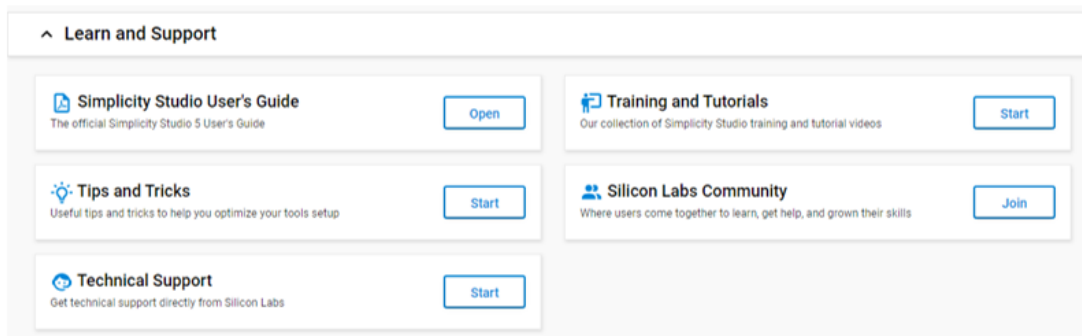 Learn and Support
Simplicity Studio User's Guide
The official Simplicity Studio 5 User's Guide
Open
Training and Tutorials
Our collection of Simplicity Studio training and tutorial videos
Start
Tips and Tricks
Useful tips and tricks to help you optimize your tools setup
Start
Silicon Labs Community
Where users come together to learn, get help, and grown their skills
Join
Technical Support
Get technical support directly from Silicon Labs
Start